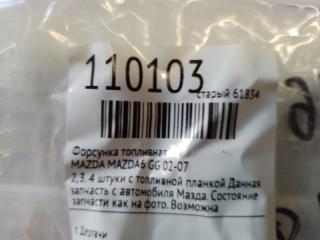 110103
старый 61834
Форсунка топливная
MAZDA MAZDA6 GG 02-07
2,3. 4 штуки с топливной планкой Данная
запчасть с автомобиля Мазда. Состояние
запчасти как на фото. Возможна
г. Дергачи